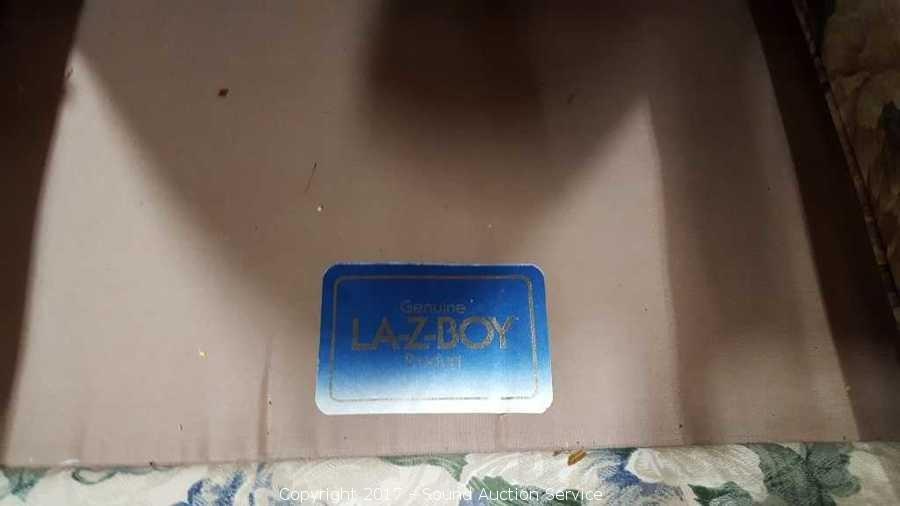 Genuine
LA-Z-BOY
Product
Copyright 2017 - Sound Auction Service